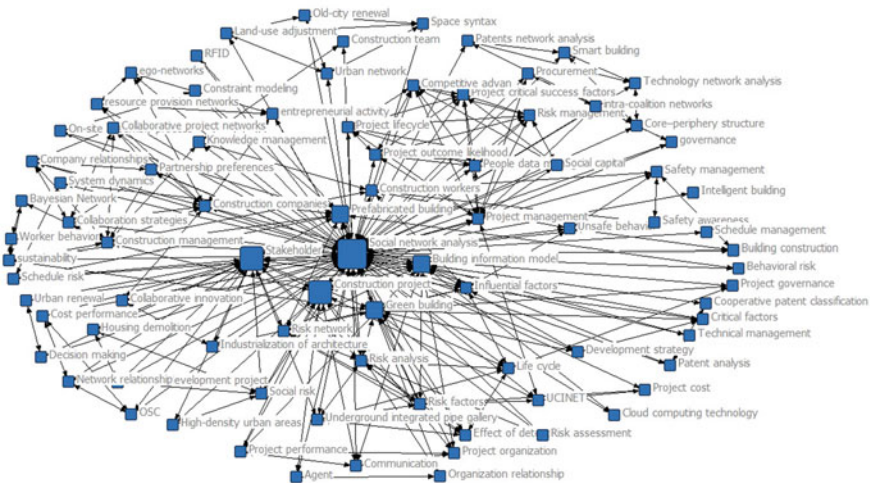 Old-city renewal
Land-use adjustment
Space syntax
Construction team
Patents network analysis
RFID
Smart building
Lego-networks
Urban network
Procurement
Technology network analysis
Constraint modeling
Competitive advan
Project critical success factors
resource provision networks
intra-coalition networks
entrepreneurial activity
Risk management
On-site
Collaborative project networks
Project lifecycle
Core–periphery structure
Knowledge management
governance
Company relationships
Project outcome likelihood
Partnership preferences
People data m
Social capital
Safety management
System dynamics
Construction workers
Intelligent building
Bayesian Network
Construction companies
Prefabricated building
Collaboration strategies
Project management
Unsafe behavi
Safety awareness
Schedule management
Worker behavior
Construction management
Stakeholder
Social network analysis
Building construction
sustainability
Building information model
Behavioral risk
Schedule risk
Construction project
Influential factors
Project governance
Urban renewal
Collaborative innovation
Green building
Cooperative patent classification
Cost performance
Critical factors
Housing demolition
Risk network
Technical management
Industrialization of architecture
Decision making
Risk analysis
Development strategy
Life cycle
Patent analysis
Network relationship
evelopment project
Social risk
Project cost
Risk factors
UCINET
OSC
High-density urban areas
Underground integrated pipe gallery
Cloud computing technology
Effect of dete
Risk assessment
Project performance
Project organization
Communication
Agent
Organization relationship